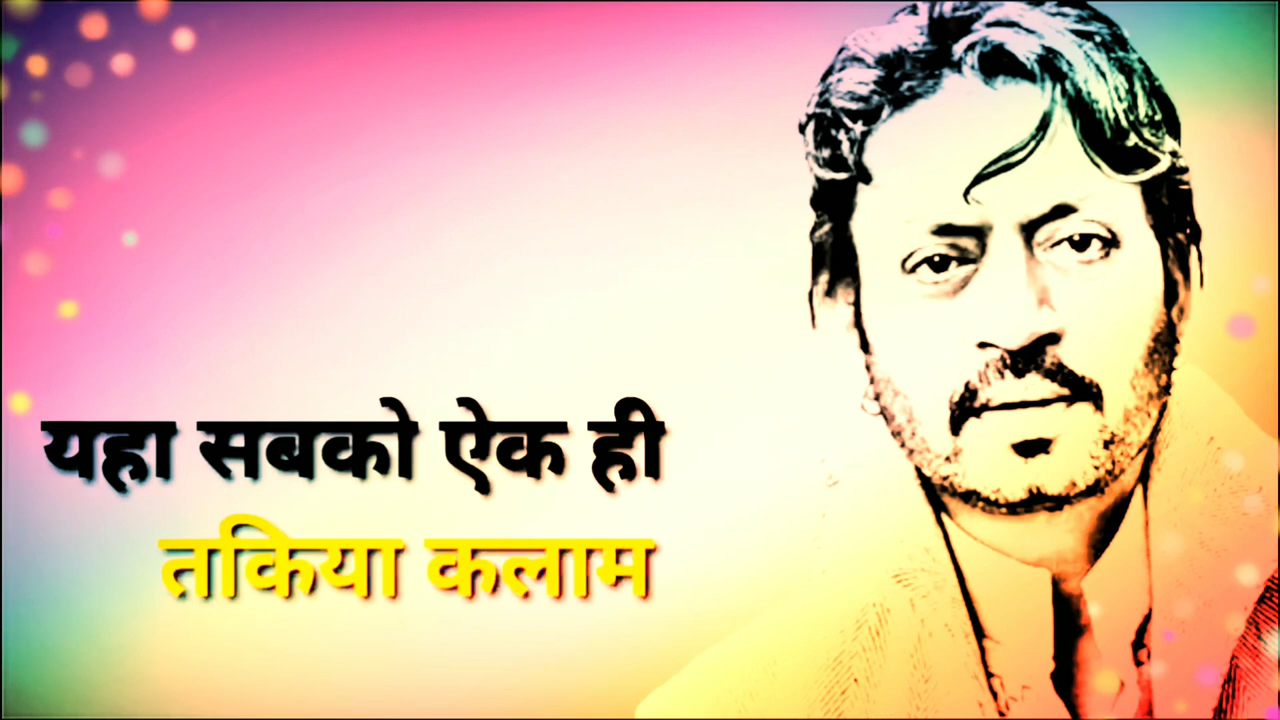 यहा सबको ऐक ही
तकिया कलाम